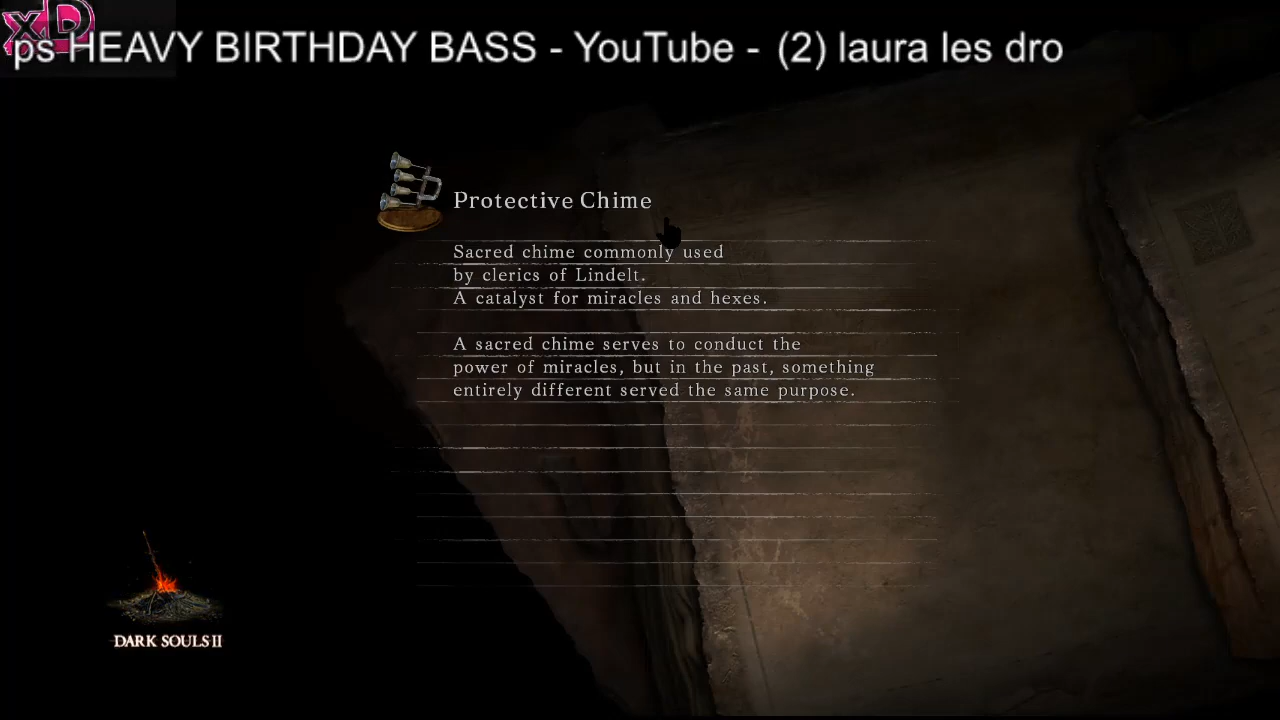 xD
ps HEAVY BIRTHDAY BASS - YouTube - (2) laura les dro
Protective Chime
Sacred chime commonly used
by clerics of Lindelt.
A catalyst for miracles and hexes.
A sacred chime serves to conduct the
power of miracles, but in the past, something
entirely different served the same purpose.
DARK SOULS II